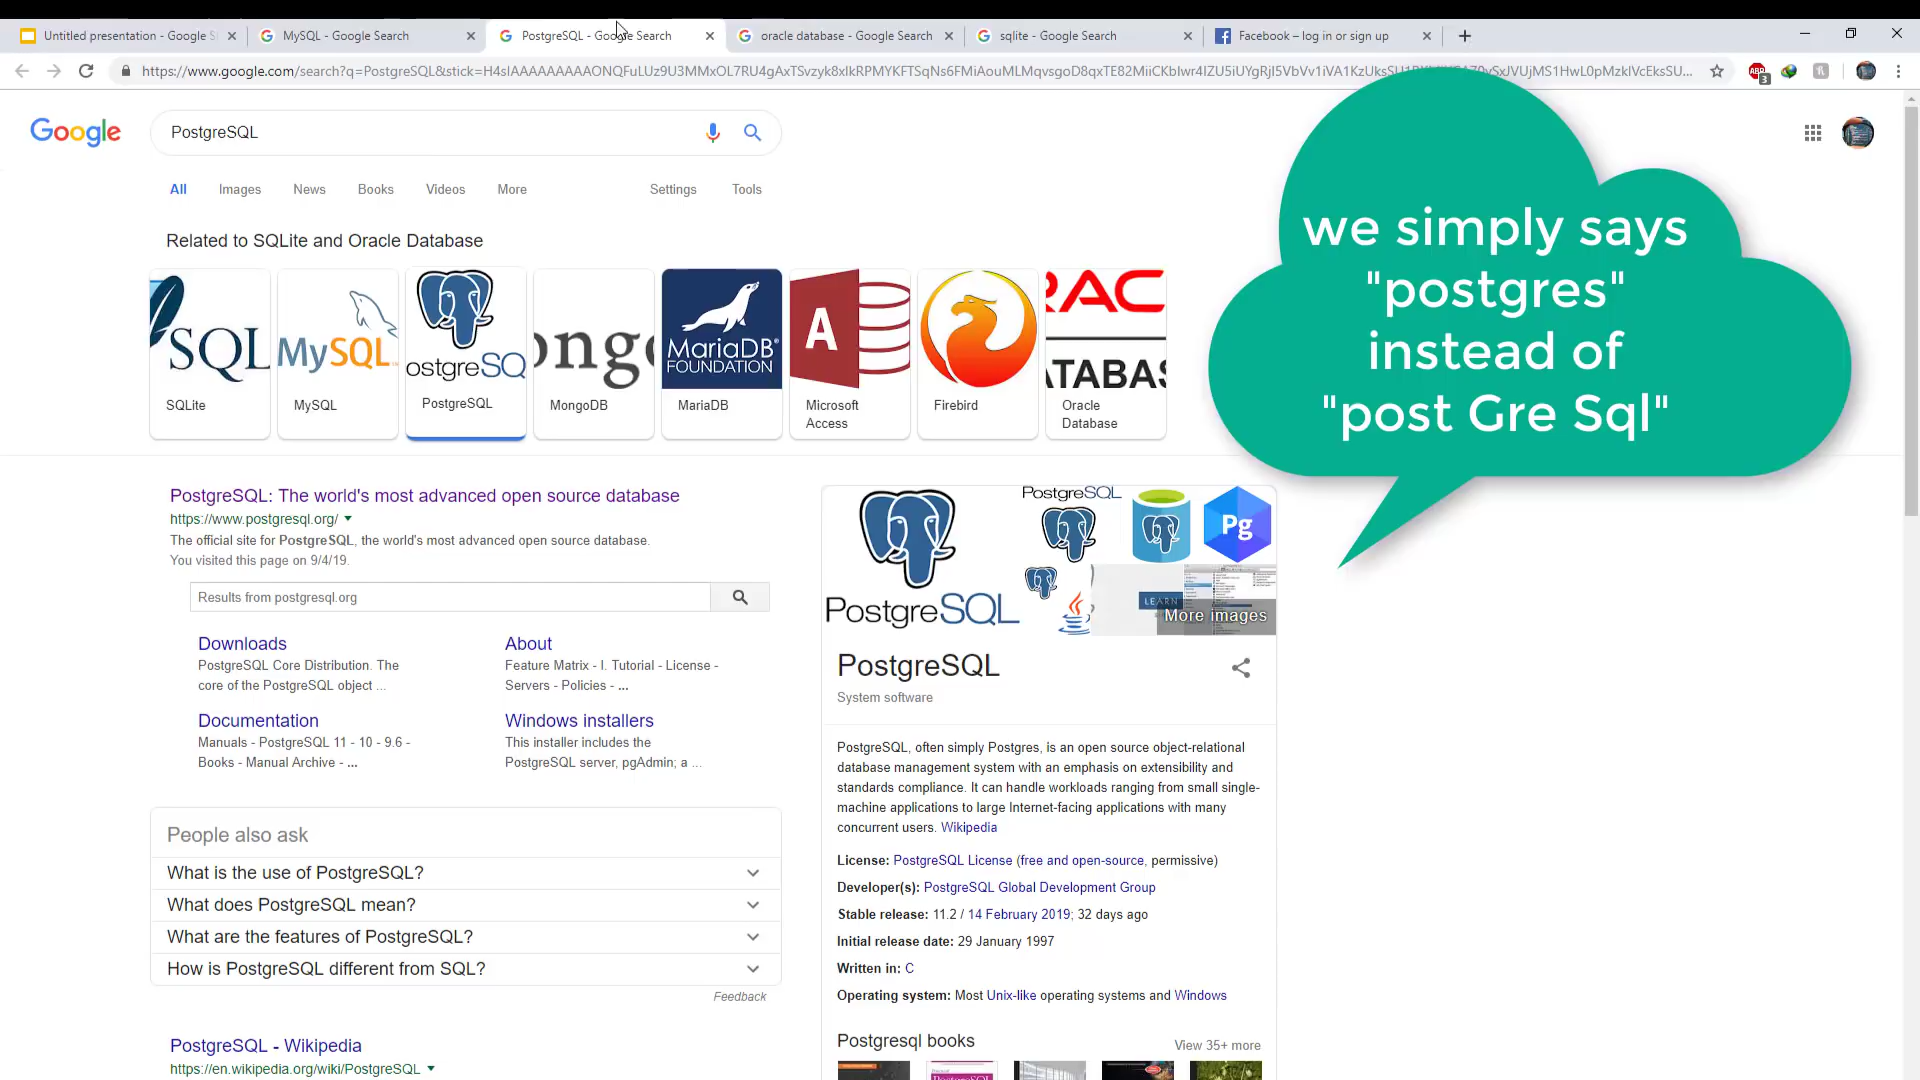 Untitled presentation - Google S
MySQL - Google Search
PostgreSQL - Google Search
oracle database - Google Search
sqlite - Google Search
Facebook – log in or sign up
Google
PostgreSQL
All
Images
News
Books
Videos
More
Settings
Tools
we simply says
"postgres"
instead of
"post Gre Sql"
Related to SQLite and Oracle Database
SQL
MySQL
ostgreSQ
ongo
MariaDB
FOUNDATION
A
RAC
ATABAS
SQLite
MySQL
PostgreSQL
MongoDB
MariaDB
Microsoft
Access
Firebird
Oracle
Database
PostgreSQL: The world's most advanced open source database
https://www.postgresql.org/
The official site for PostgreSQL, the world's most advanced open source database.
You visited this page on 9/4/19.
Results from postgresql.org
Downloads
PostgreSQL Core Distribution. The
core of the PostgreSQL object ...
About
Feature Matrix - I. Tutorial - License -
Servers - Policies - ...
Documentation
Manuals - PostgreSQL 11 - 10 - 9.6 -
Books - Manual Archive - ...
Windows installers
This installer includes the
PostgreSQL server, pgAdmin; a ...
People also ask
What is the use of PostgreSQL?
What does PostgreSQL mean?
What are the features of PostgreSQL?
How is PostgreSQL different from SQL?
Feedback
PostgreSQL - Wikipedia
https://en.wikipedia.org/wiki/PostgreSQL
PostgreSQL
PostgreSQL
Pg
LEARN
More images
PostgreSQL
System software
PostgreSQL, often simply Postgres, is an open source object-relational
database management system with an emphasis on extensibility and
standards compliance. It can handle workloads ranging from small single-
machine applications to large Internet-facing applications with many
concurrent users. Wikipedia
License: PostgreSQL License (free and open-source, permissive)
Developer(s): PostgreSQL Global Development Group
Stable release: 11.2 / 14 February 2019; 32 days ago
Initial release date: 29 January 1997
Written in: C
Operating system: Most Unix-like operating systems and Windows
Postgresql books
View 35+ more